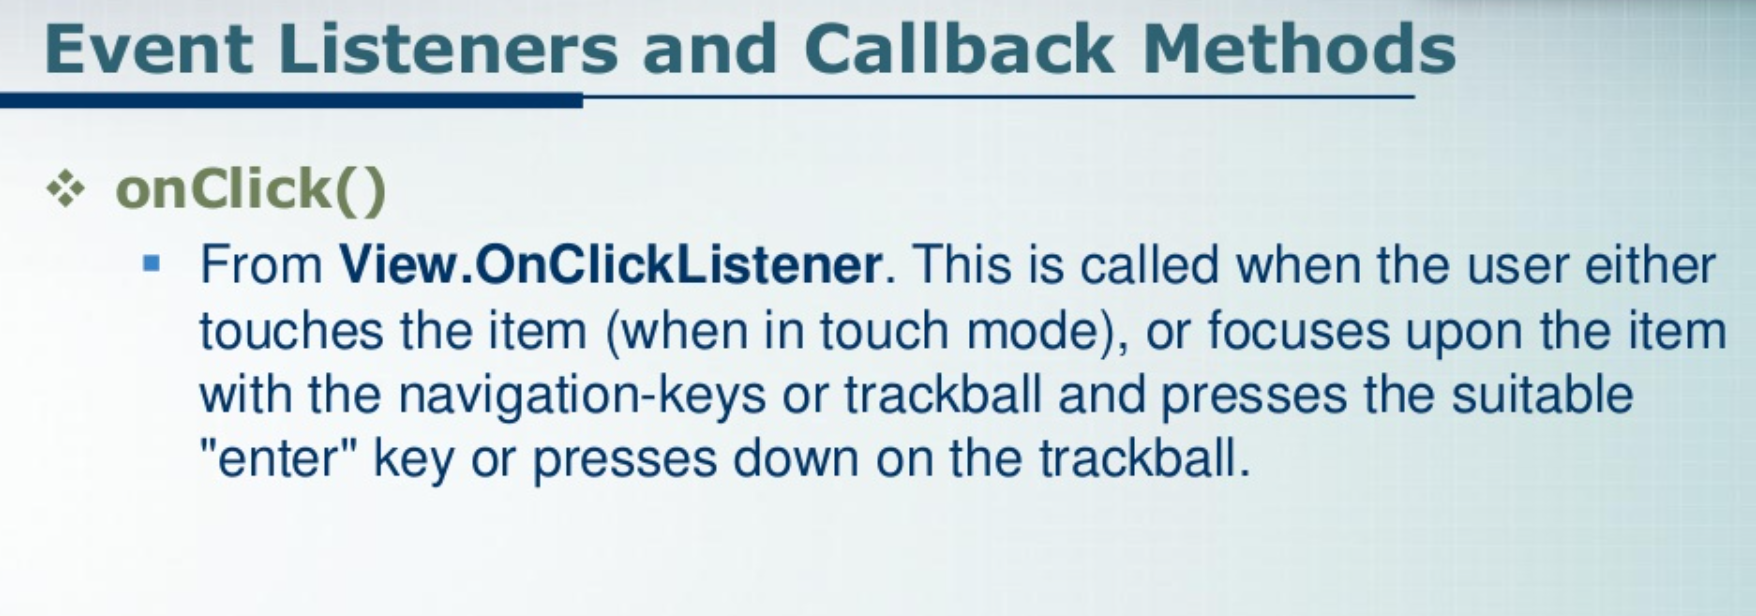 Event Listeners and Callback Methods
onClick()
From View.OnClickListener. This is called when the user either
touches the item (when in touch mode), or focuses upon the item
with the navigation-keys or trackball and presses the suitable
"enter" key or presses down on the trackball.